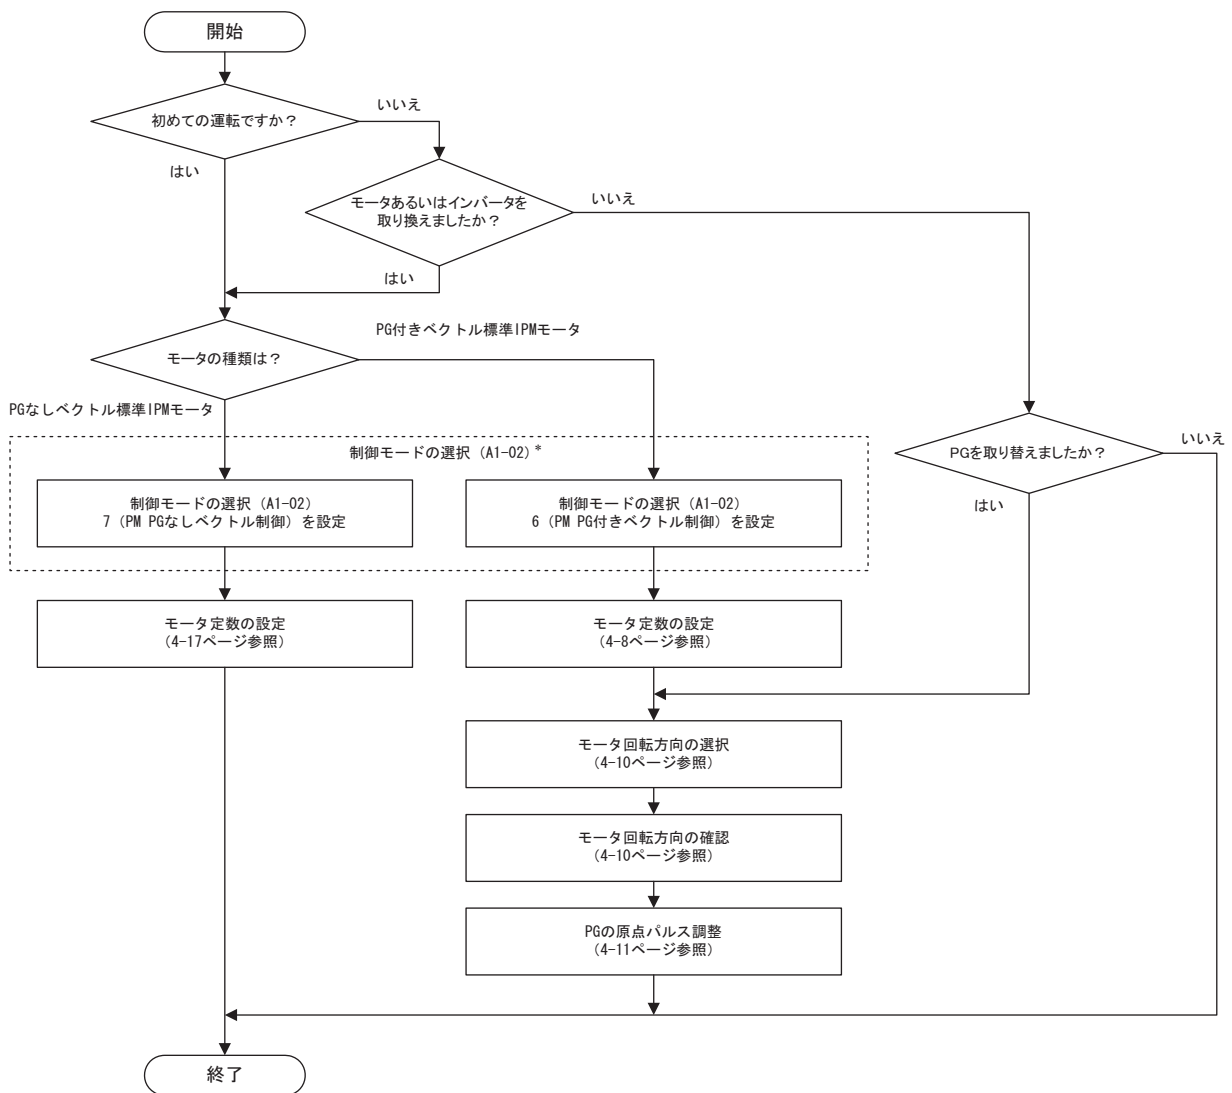 開始
初めての運転ですか？
いいえ
はい
モータあるいはインバータを
取り換えましたか？
いいえ
はい
モータの種類は？
PG付きベクトル標準IPMモータ
PGなしベクトル標準IPMモータ
PGを取り替えましたか？
いいえ
はい
制御モードの選択（A1-02）*
制御モードの選択（A1-02）
7（PM PGなしベクトル制御）を設定
制御モードの選択（A1-02）
6（PM PG付きベクトル制御）を設定
モータ定数の設定
（4-17ページ参照）
モータ定数の設定
（4-8ページ参照）
モータ回転方向の選択
（4-10ページ参照）
モータ回転方向の確認
（4-10ページ参照）
PGの原点パルス調整
（4-11ページ参照）
終了